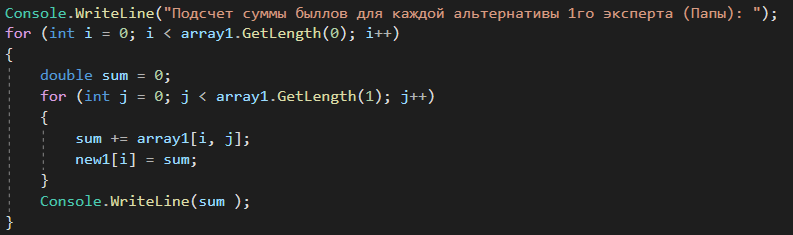 Console.WriteLine("Подсчет суммы быллов для каждой альтернативы 1го эксперта (Папы): ");
for (int i = 0; i < array1.GetLength(0); i++)
{
    double sum = 0;
    for (int j = 0; j < array1.GetLength(1); j++)
    {
        sum += array1[i, j];
        new1[i] = sum;
    }
    Console.WriteLine(sum );
}